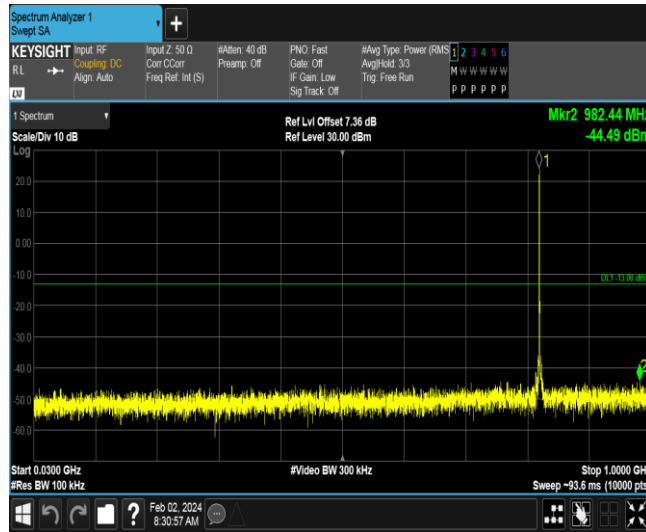 Spectrum Analyzer 1
Swept SA
+
KEYSIGHT
RL
LXI
Input: RF
Coupling: DC
Align: Auto
Input Z: 50 Ω
Corr CCorr
Freq Ref: Int (S)
#Atten: 40 dB
Preamp: Off
PNO: Fast
Gate: Off
IF Gain: Low
Sig Track: Off
#Avg Type: Power (RMS
Avg|Hold: 3/3
Trig: Free Run
1 2 3 4 5 6
M W W W W W
P P P P P P
1 Spectrum
Scale/Div 10 dB
Log
Ref Lvl Offset 7.36 dB
Ref Level 30.00 dBm
Mkr2 982.44 MHz
-44.49 dBm
1
20.0
10.0
0.00
-10.0
DL1 -13.00 dBm
-20.0
-30.0
-40.0
2
-50.0
-60.0
Start 0.0300 GHz
#Video BW 300 kHz
Stop 1.0000 GH
#Res BW 100 kHz
Sweep ~93.6 ms (10000 pts
?
Feb 02, 2024
8:30:57 AM